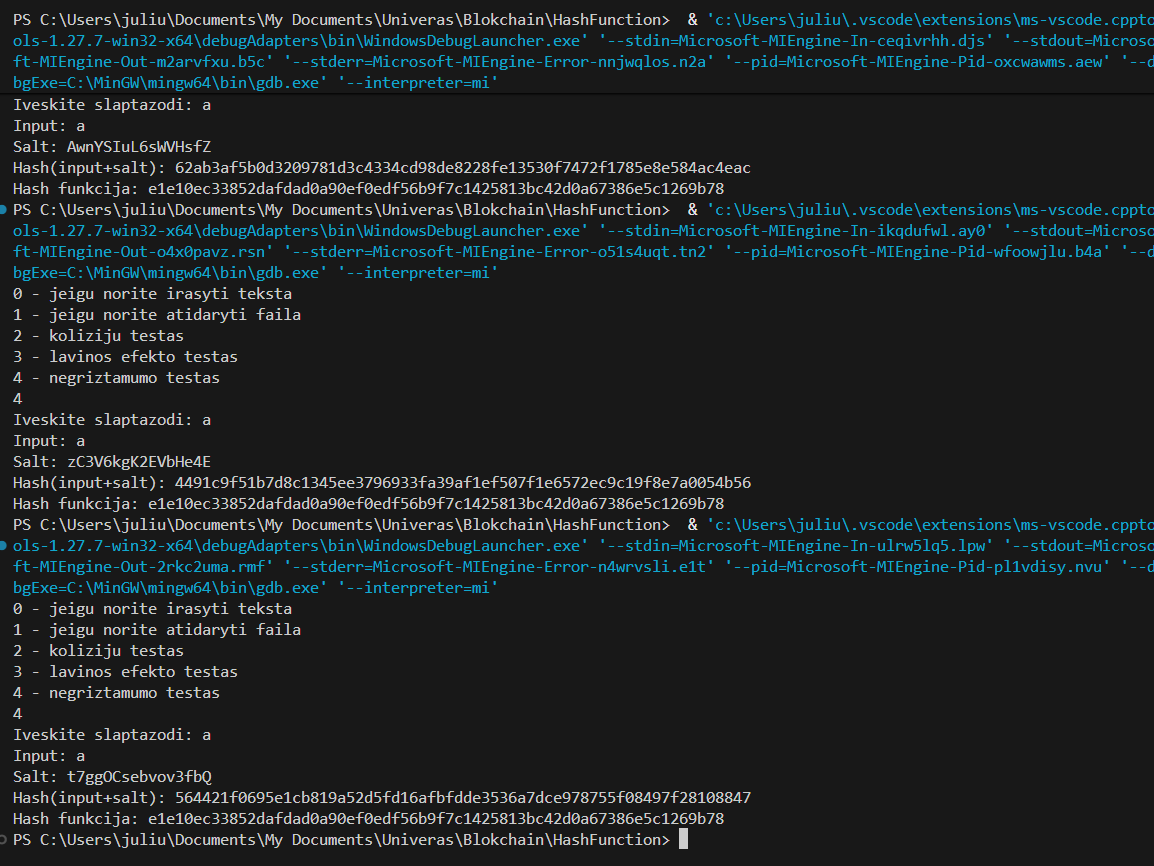 PS C:\Users\juliu\Documents\My Documents\Univeras\Blokchain\HashFunction>  & 'c:\Users\juliu\.vscode\extensions\ms-vscode.cppto
ols-1.27.7-win32-x64\debugAdapters\bin\WindowsDebugLauncher.exe' '--stdin=Microsoft-MIEngine-In-ceqivrhh.djs' '--stdout=Microso
ft-MIEngine-Out-m2arvfxu.b5c' '--stderr=Microsoft-MIEngine-Error-nnjwqlos.n2a' '--pid=Microsoft-MIEngine-Pid-oxcwawms.aew' '--d
bgExe=C:\MinGW\mingw64\bin\gdb.exe' '--interpreter=mi'
Iveskite slaptazodi: a
Input: a
Salt: AwnYSIuL6sWVHsfZ
Hash(input+salt): 62ab3af5b0d3209781d3c4334cd98de8228fe13530f7472f1785e8e584ac4eac
Hash funkcija: e1e10ec33852dafdad0a90ef0edf56b9f7c1425813bc42d0a67386e5c1269b78
PS C:\Users\juliu\Documents\My Documents\Univeras\Blokchain\HashFunction>  & 'c:\Users\juliu\.vscode\extensions\ms-vscode.cppto
ols-1.27.7-win32-x64\debugAdapters\bin\WindowsDebugLauncher.exe' '--stdin=Microsoft-MIEngine-In-ikqdufwl.ay0' '--stdout=Microso
ft-MIEngine-Out-o4x0pavz.rsn' '--stderr=Microsoft-MIEngine-Error-o51s4uqt.tn2' '--pid=Microsoft-MIEngine-Pid-wfoowjlu.b4a' '--d
bgExe=C:\MinGW\mingw64\bin\gdb.exe' '--interpreter=mi'
0 - jeigu norite irasyti teksta
1 - jeigu norite atidaryti faila
2 - koliziju testas
3 - lavinos efekto testas
4 - negriztamumo testas
4
Iveskite slaptazodi: a
Input: a
Salt: zC3V6kgK2EVbHe4E
Hash(input+salt): 4491c9f51b7d8c1345ee3796933fa39af1ef507f1e6572ec9c19f8e7a0054b56
Hash funkcija: e1e10ec33852dafdad0a90ef0edf56b9f7c1425813bc42d0a67386e5c1269b78
PS C:\Users\juliu\Documents\My Documents\Univeras\Blokchain\HashFunction>  & 'c:\Users\juliu\.vscode\extensions\ms-vscode.cppto
ols-1.27.7-win32-x64\debugAdapters\bin\WindowsDebugLauncher.exe' '--stdin=Microsoft-MIEngine-In-ulrw5lq5.lpw' '--stdout=Microso
ft-MIEngine-Out-2rkc2uma.rmf' '--stderr=Microsoft-MIEngine-Error-n4wrvsli.e1t' '--pid=Microsoft-MIEngine-Pid-pl1vdisy.nvu' '--d
bgExe=C:\MinGW\mingw64\bin\gdb.exe' '--interpreter=mi'
0 - jeigu norite irasyti teksta
1 - jeigu norite atidaryti faila
2 - koliziju testas
3 - lavinos efekto testas
4 - negriztamumo testas
4
Iveskite slaptazodi: a
Input: a
Salt: t7ggOCsebvov3fbQ
Hash(input+salt): 564421f0695e1cb819a52d5fd16afbfdde3536a7dce978755f08497f28108847
Hash funkcija: e1e10ec33852dafdad0a90ef0edf56b9f7c1425813bc42d0a67386e5c1269b78
PS C:\Users\juliu\Documents\My Documents\Univeras\Blokchain\HashFunction>